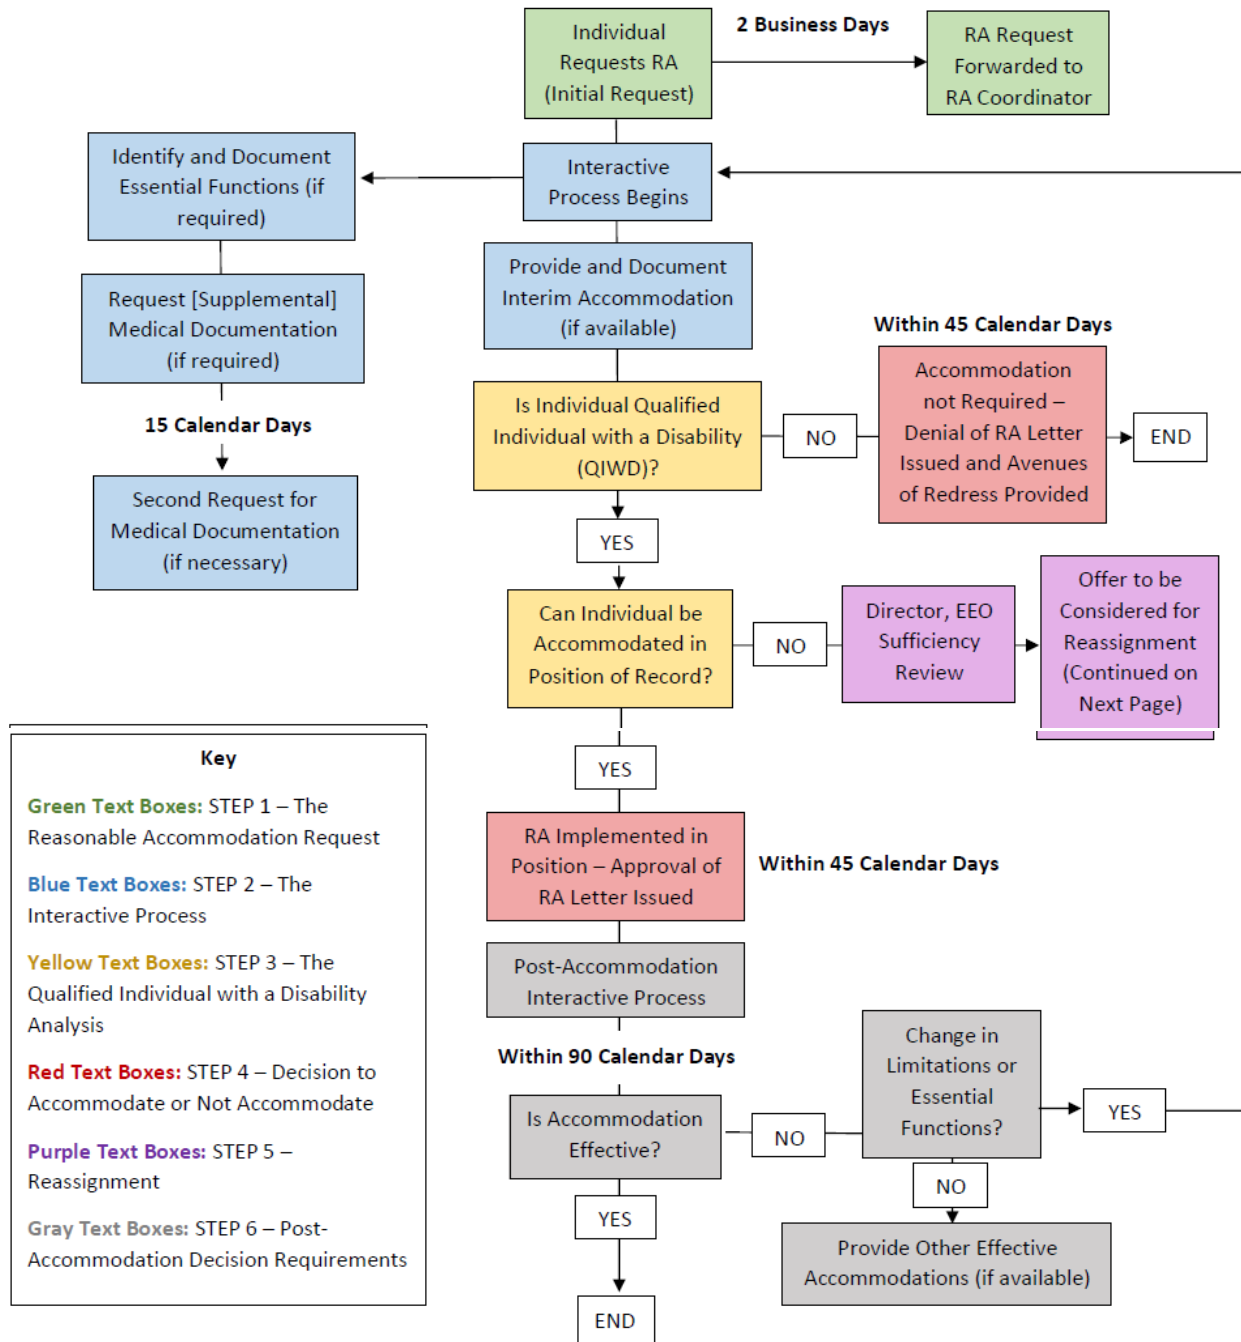 Individual
Requests RA
(Initial Request)
2 Business Days
RA Request
Forwarded to
RA Coordinator
Interactive
Process Begins
Identify and Document
Essential Functions (if
required)
Request [Supplemental]
Medical Documentation
(if required)
15 Calendar Days
Second Request for
Medical Documentation
(if necessary)
Provide and Document
Interim Accommodation
(if available)
Is Individual Qualified
Individual with a Disability
(QIWD)?
NO
Within 45 Calendar Days
Accommodation
not Required –
Denial of RA Letter
Issued and Avenues
of Redress Provided
END
YES
Can Individual be
Accommodated in
Position of Record?
NO
Director, EEO
Sufficiency
Review
Offer to be
Considered for
Reassignment
(Continued on
Next Page)
YES
RA Implemented in
Position – Approval of
RA Letter Issued
Within 45 Calendar Days
Post-Accommodation
Interactive Process
Within 90 Calendar Days
Is Accommodation
Effective?
NO
Change in
Limitations or
Essential
Functions?
YES
NO
Provide Other Effective
Accommodations (if available)
YES
END
Key
Green Text Boxes: STEP 1 – The
Reasonable Accommodation Request
Blue Text Boxes: STEP 2 – The
Interactive Process
Yellow Text Boxes: STEP 3 – The
Qualified Individual with a Disability
Analysis
Red Text Boxes: STEP 4 – Decision to
Accommodate or Not Accommodate
Purple Text Boxes: STEP 5 –
Reassignment
Gray Text Boxes: STEP 6 – Post-
Accommodation Decision Requirements